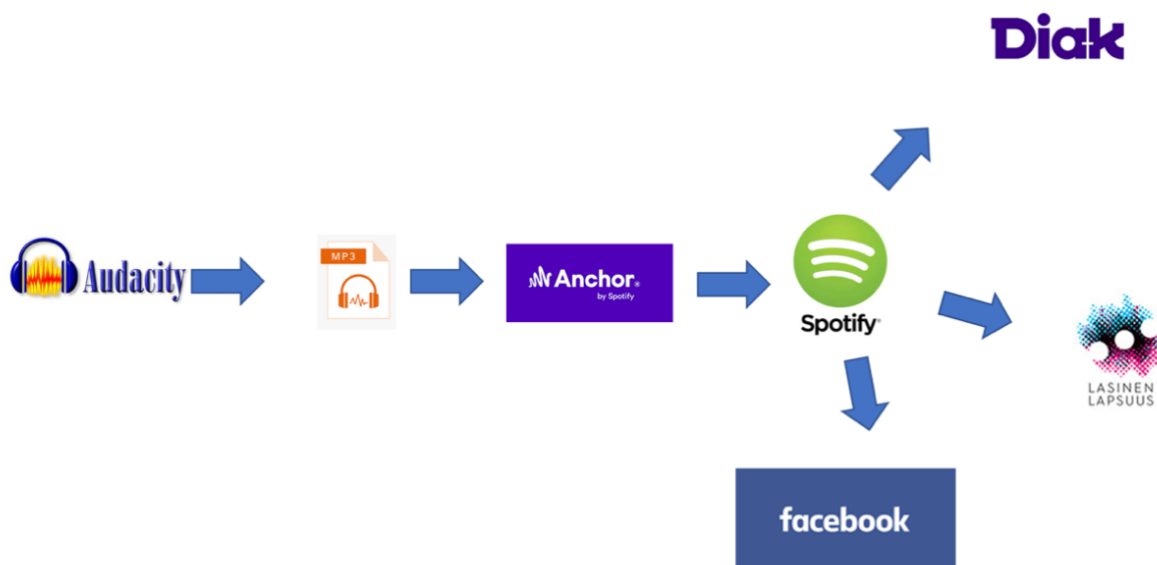 Diak
Audacity
MP3
Anchor®
by Spotify
Spotify®
LASINEN
LAPSUUS
facebook